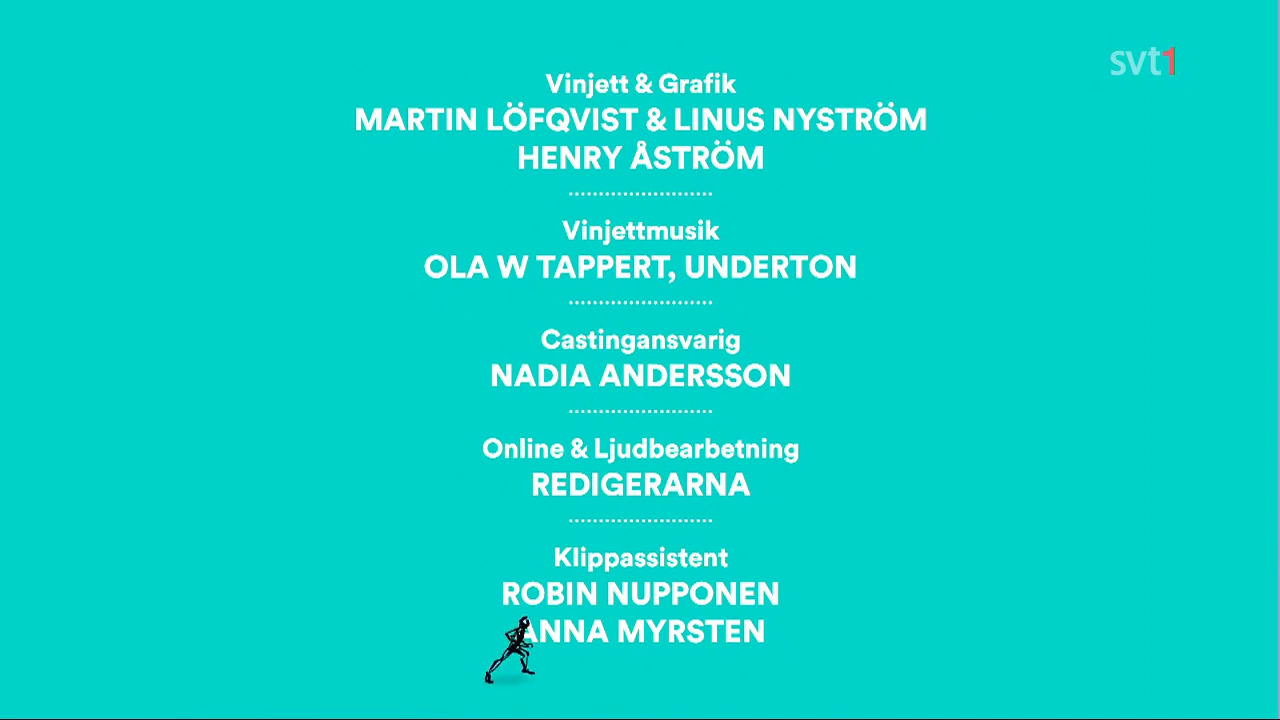 svt1
Vinjett & Grafik
MARTIN LÖFQVIST & LINUS NYSTRÖM
HENRY ÅSTRÖM
Vinjettmusik
OLA W TAPPERT, UNDERTON
Castingansvarig
NADIA ANDERSSON
Online & Ljudbearbetning
REDIGERARNA
Klippassistent
ROBIN NUPPONEN
ANNA MYRSTEN